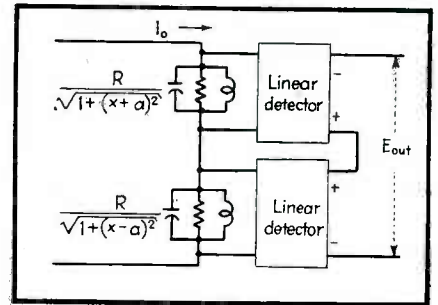 I₀ →
R
√1 + (x + a)²
Linear
detector
−
+
E_out
R
√1 + (x − a)²
Linear
detector
+
−